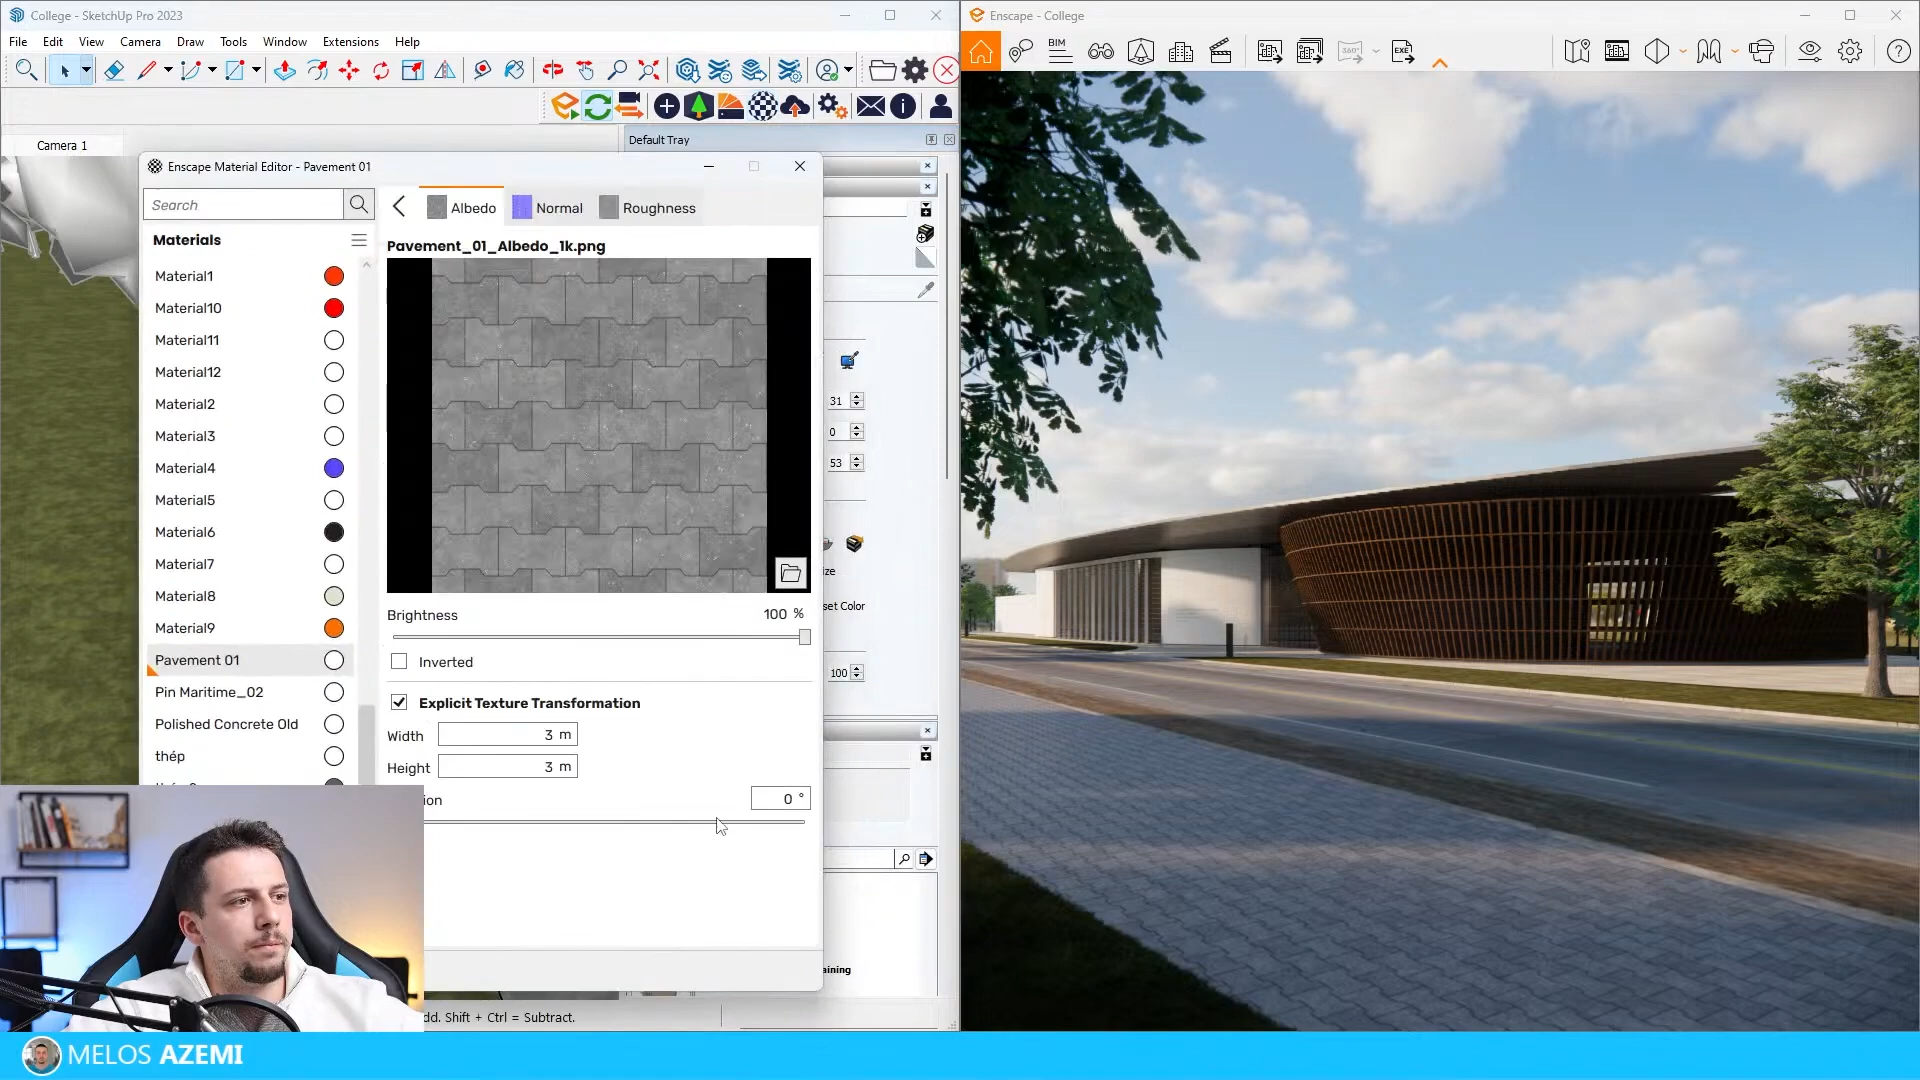 College - SketchUp Pro 2023
File Edit View Camera Draw Tools Window Extensions Help
Camera 1
Default Tray
Enscape Material Editor - Pavement 01
Search
Materials
Material1
Material10
Material11
Material12
Material2
Material3
Material4
Material5
Material6
Material7
Material8
Material9
Pavement 01
Pin Maritime_02
Polished Concrete Old
thép
Albedo Normal Roughness
Pavement_01_Albedo_1k.png
Brightness 100 %
Inverted
Explicit Texture Transformation
Width 3 m
Height 3 m
ion 0 °
31
0
53
ize
set Color
100
aining
dd. Shift + Ctrl = Subtract.
Enscape - College
BIM
360°
EXE
MELOS AZEMI